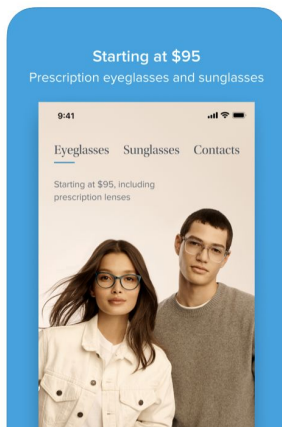 Starting at $95
Prescription eyeglasses and sunglasses
9:41
Eyeglasses Sunglasses Contacts
Starting at $95, including
prescription lenses